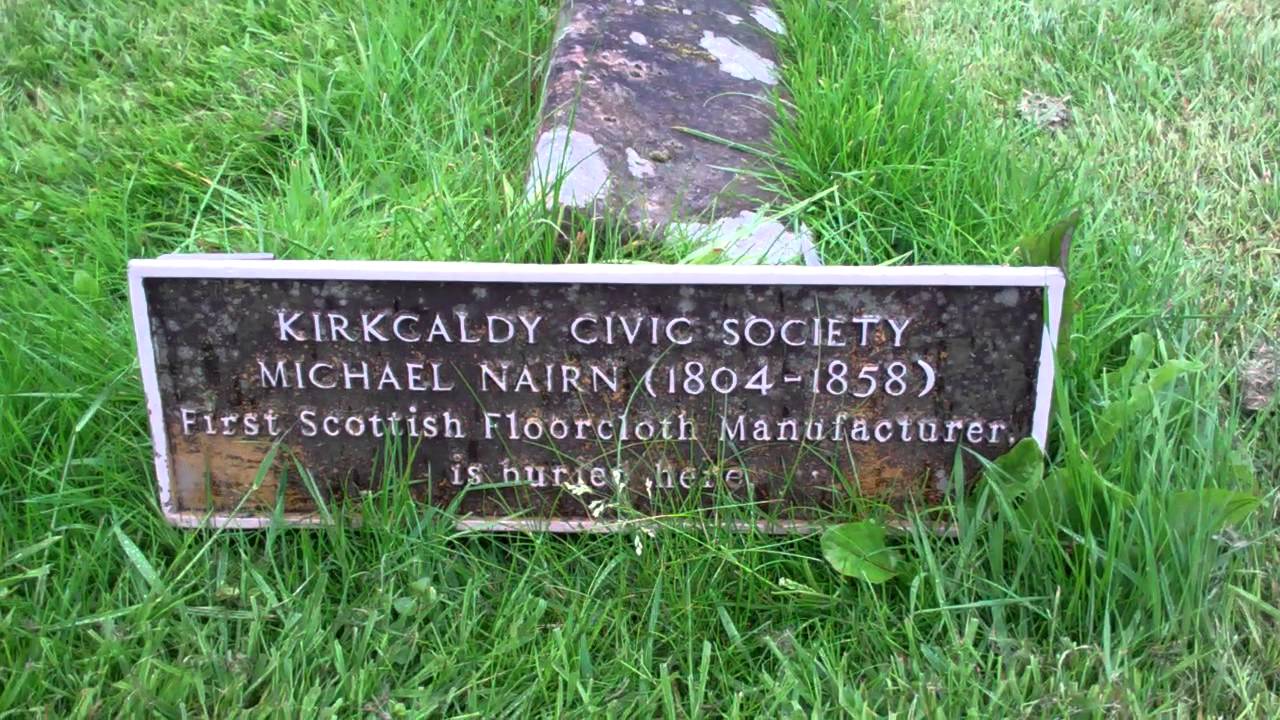 KIRKCALDY CIVIC SOCIETY
MICHAEL NAIRN (1804-1858)
First Scottish Floorcloth Manufacturer,
is buried here.